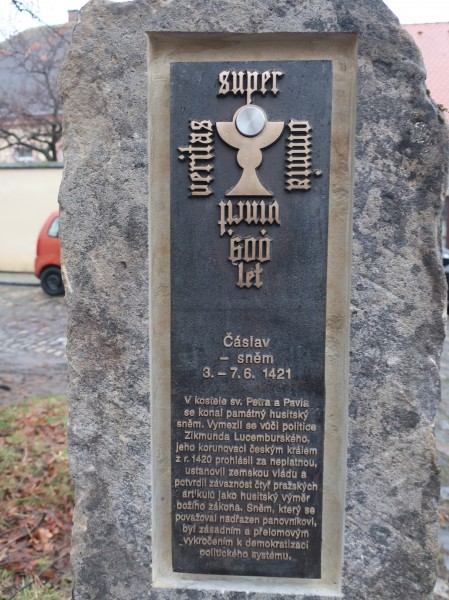 super
veritas
omnia
vincit
600
let
Čáslav
– sněm
3. – 7. 6. 1421
V kostele sv. Petra a Pavla
se konal památný husitský
sněm. Vymezil se vůči politice
Zikmunda Lucemburského,
jeho korunovaci českým králem
z r. 1420 prohlásil za neplatnou,
ustanovil zemskou vládu a
potvrdil závaznost čtyř pražských
artikulů jako husitský výměr
božího zákona. Sněm, který se
považoval nadřazen panovníkovi,
byl zásadním a přelomovým
vykročením k demokratizaci
politického systému.